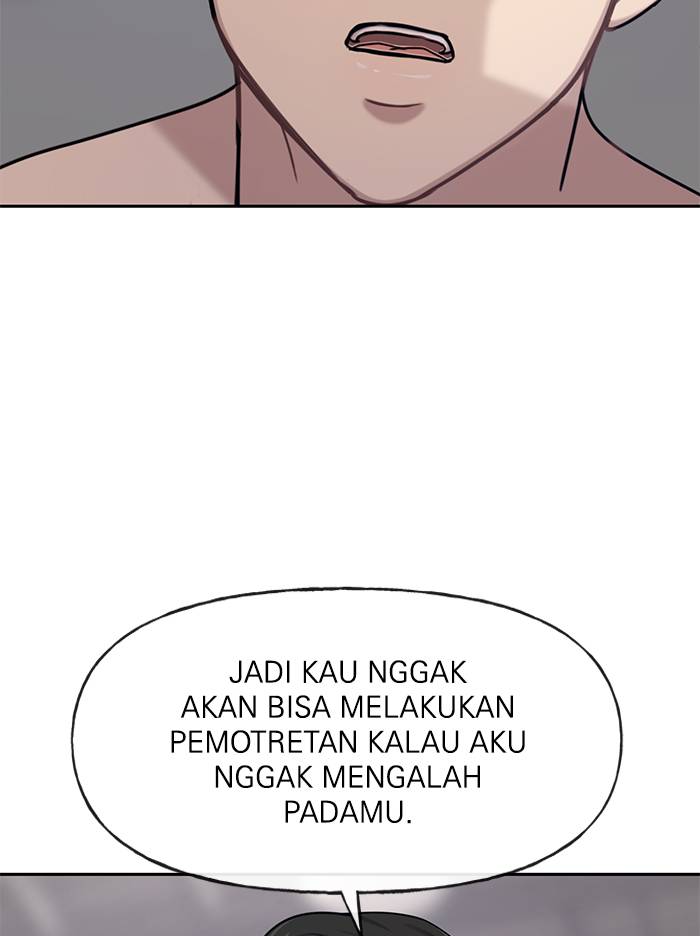 JADI KAU NGGAK
AKAN BISA MELAKUKAN
PEMOTRETAN KALAU AKU
NGGAK MENGALAH
PADAMU.